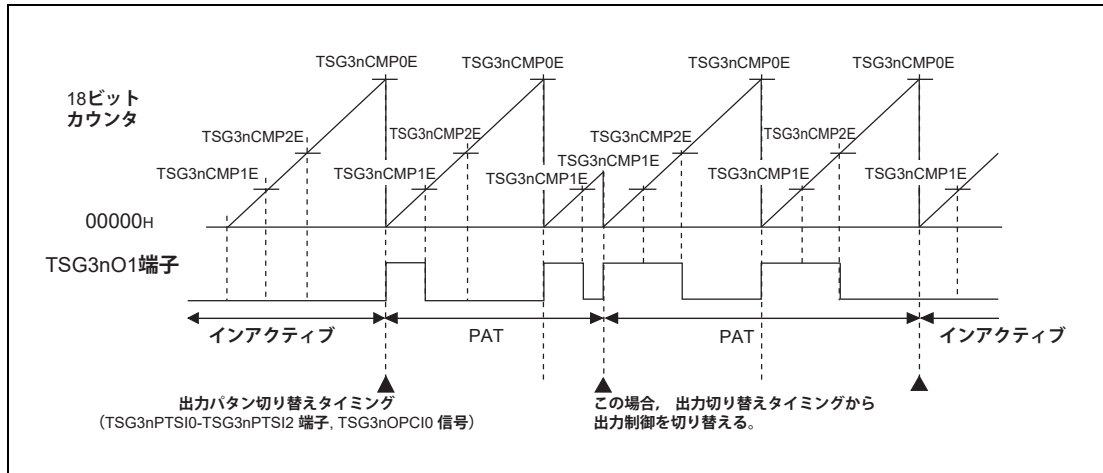 TSG3nCMP0E
TSG3nCMP0E
TSG3nCMP0E
TSG3nCMP0E
18ビット
カウンタ
TSG3nCMP2E
TSG3nCMP2E
TSG3nCMP2E
TSG3nCMP2E
TSG3nCMP1E
TSG3nCMP1E
TSG3nCMP1E
TSG3nCMP1E
TSG3nCMP1E
TSG3nCMP1E
00000H
TSG3nO1端子
インアクティブ
PAT
PAT
インアクティブ
出力パタン切り替えタイミング
（TSG3nPTSI0-TSG3nPTSI2 端子, TSG3nOPCI0 信号）
この場合， 出力切り替えタイミングから
出力制御を切り替える。